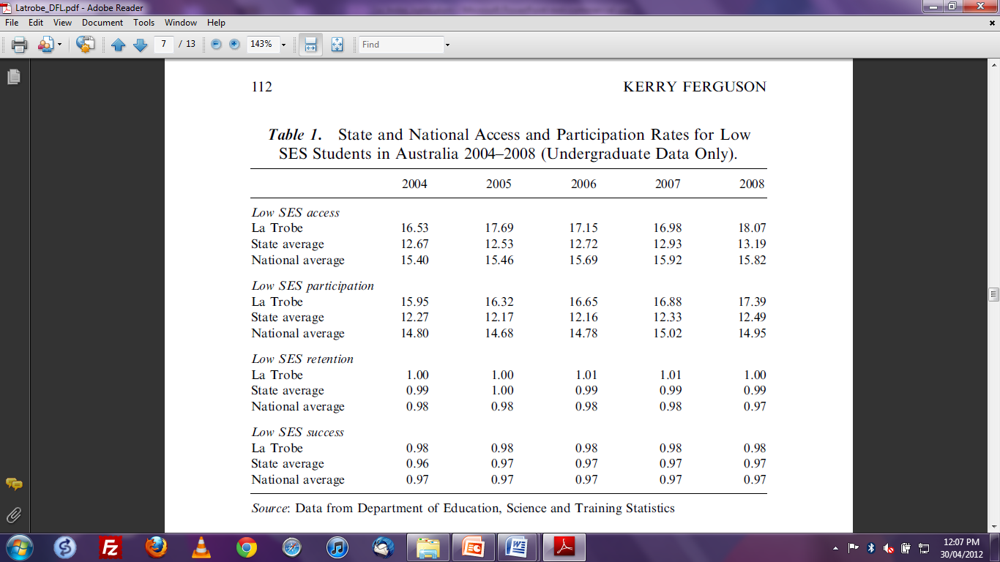 Latrobe_DFL.pdf - Adobe Reader
File Edit View Document Tools Window Help
7 / 13 143% Find
112 KERRY FERGUSON
Table 1. State and National Access and Participation Rates for Low
SES Students in Australia 2004–2008 (Undergraduate Data Only).
2004 2005 2006 2007 2008
Low SES access
La Trobe 16.53 17.69 17.15 16.98 18.07
State average 12.67 12.53 12.72 12.93 13.19
National average 15.40 15.46 15.69 15.92 15.82
Low SES participation
La Trobe 15.95 16.32 16.65 16.88 17.39
State average 12.27 12.17 12.16 12.33 12.49
National average 14.80 14.68 14.78 15.02 14.95
Low SES retention
La Trobe 1.00 1.00 1.01 1.01 1.00
State average 0.99 1.00 0.99 0.99 0.99
National average 0.98 0.98 0.98 0.98 0.97
Low SES success
La Trobe 0.98 0.98 0.98 0.98 0.98
State average 0.96 0.97 0.97 0.97 0.97
National average 0.97 0.97 0.97 0.97 0.97
Source: Data from Department of Education, Science and Training Statistics
12:07 PM
30/04/2012